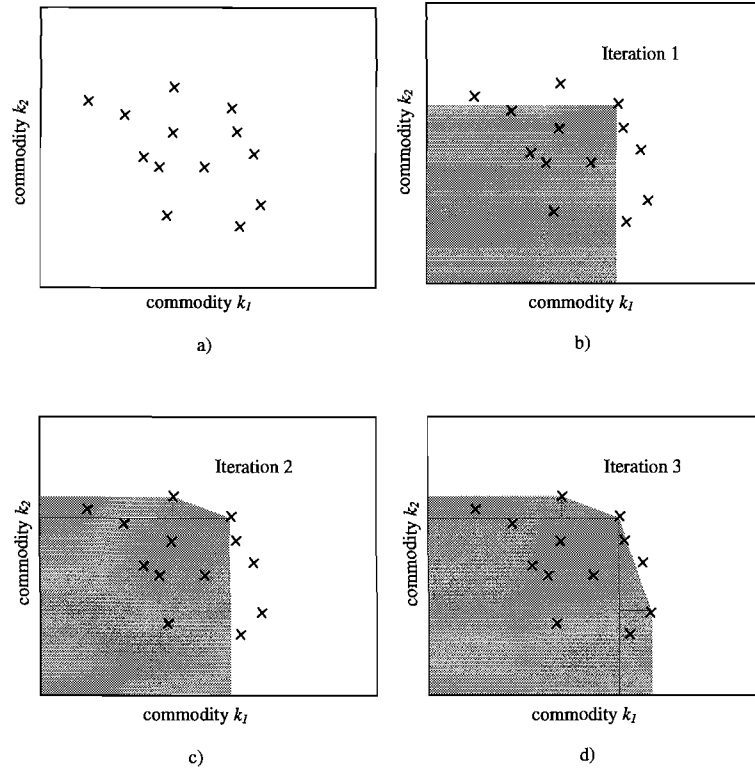 commodity k2
commodity k1
a)
Iteration 1
commodity k2
commodity k1
b)
Iteration 2
commodity k2
commodity k1
c)
Iteration 3
commodity k2
commodity k1
d)